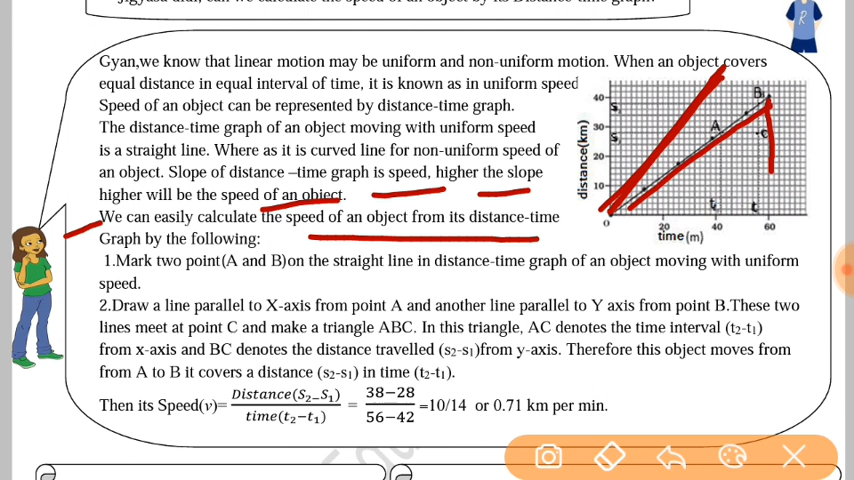 Gyan,we know that linear motion may be uniform and non-uniform motion. When an object covers
equal distance in equal interval of time, it is known as in uniform speed
Speed of an object can be represented by distance-time graph.
The distance-time graph of an object moving with uniform speed
is a straight line. Where as it is curved line for non-uniform speed of
an object. Slope of distance –time graph is speed, higher the slope
higher will be the speed of an object.
We can easily calculate the speed of an object from its distance-time
Graph by the following:
1.Mark two point(A and B)on the straight line in distance-time graph of an object moving with uniform
speed.
2.Draw a line parallel to X-axis from point A and another line parallel to Y axis from point B.These two
lines meet at point C and make a triangle ABC. In this triangle, AC denotes the time interval (t₂-t₁)
from x-axis and BC denotes the distance travelled (s₂-s₁)from y-axis. Therefore this object moves from
from A to B it covers a distance (s₂-s₁) in time (t₂-t₁).
Then its Speed(v)= Distance(S₂_S₁)/time(t₂−t₁) = 38−28/56−42 =10/14 or 0.71 km per min.
distance(km)
40
30
20
10
0
20
40
60
time(m)
A
B
C
R